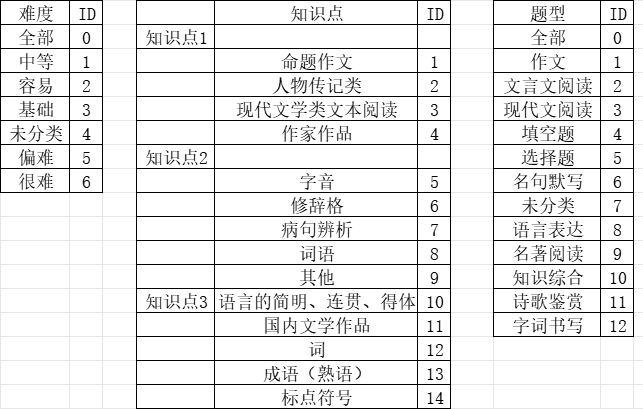 难度 ID 知识点 ID 题型 ID
全部 0 知识点1 全部 0
中等 1 命题作文 1 作文 1
容易 2 人物传记类 2 文言文阅读 2
基础 3 现代文学类文本阅读 3 现代文阅读 3
未分类 4 作家作品 4 填空题 4
偏难 5 知识点2 选择题 5
很难 6 字音 5 名句默写 6
修辞格 6 未分类 7
病句辨析 7 语言表达 8
词语 8 名著阅读 9
其他 9 知识综合 10
知识点3 语言的简明、连贯、得体 10 诗歌鉴赏 11
国内文学作品 11 字词书写 12
词 12
成语（熟语） 13
标点符号 14